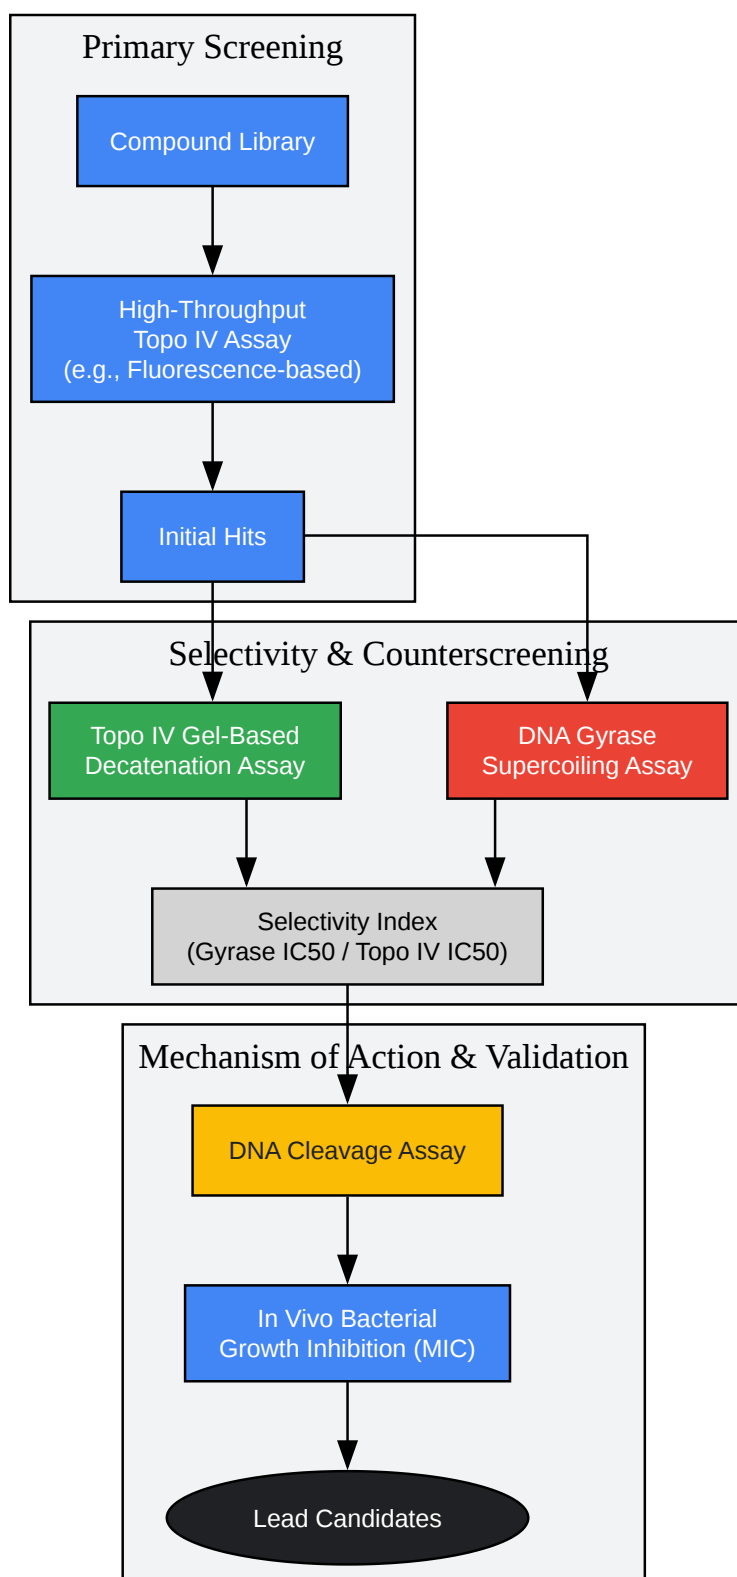 Primary Screening
Compound Library
High-Throughput
Topo IV Assay
(e.g., Fluorescence-based)
Initial Hits
Selectivity & Counterscreening
Topo IV Gel-Based
Decatenation Assay
DNA Gyrase
Supercoiling Assay
Selectivity Index
(Gyrase IC50 / Topo IV IC50)
Mechanism of Action & Validation
DNA Cleavage Assay
In Vivo Bacterial
Growth Inhibition (MIC)
Lead Candidates